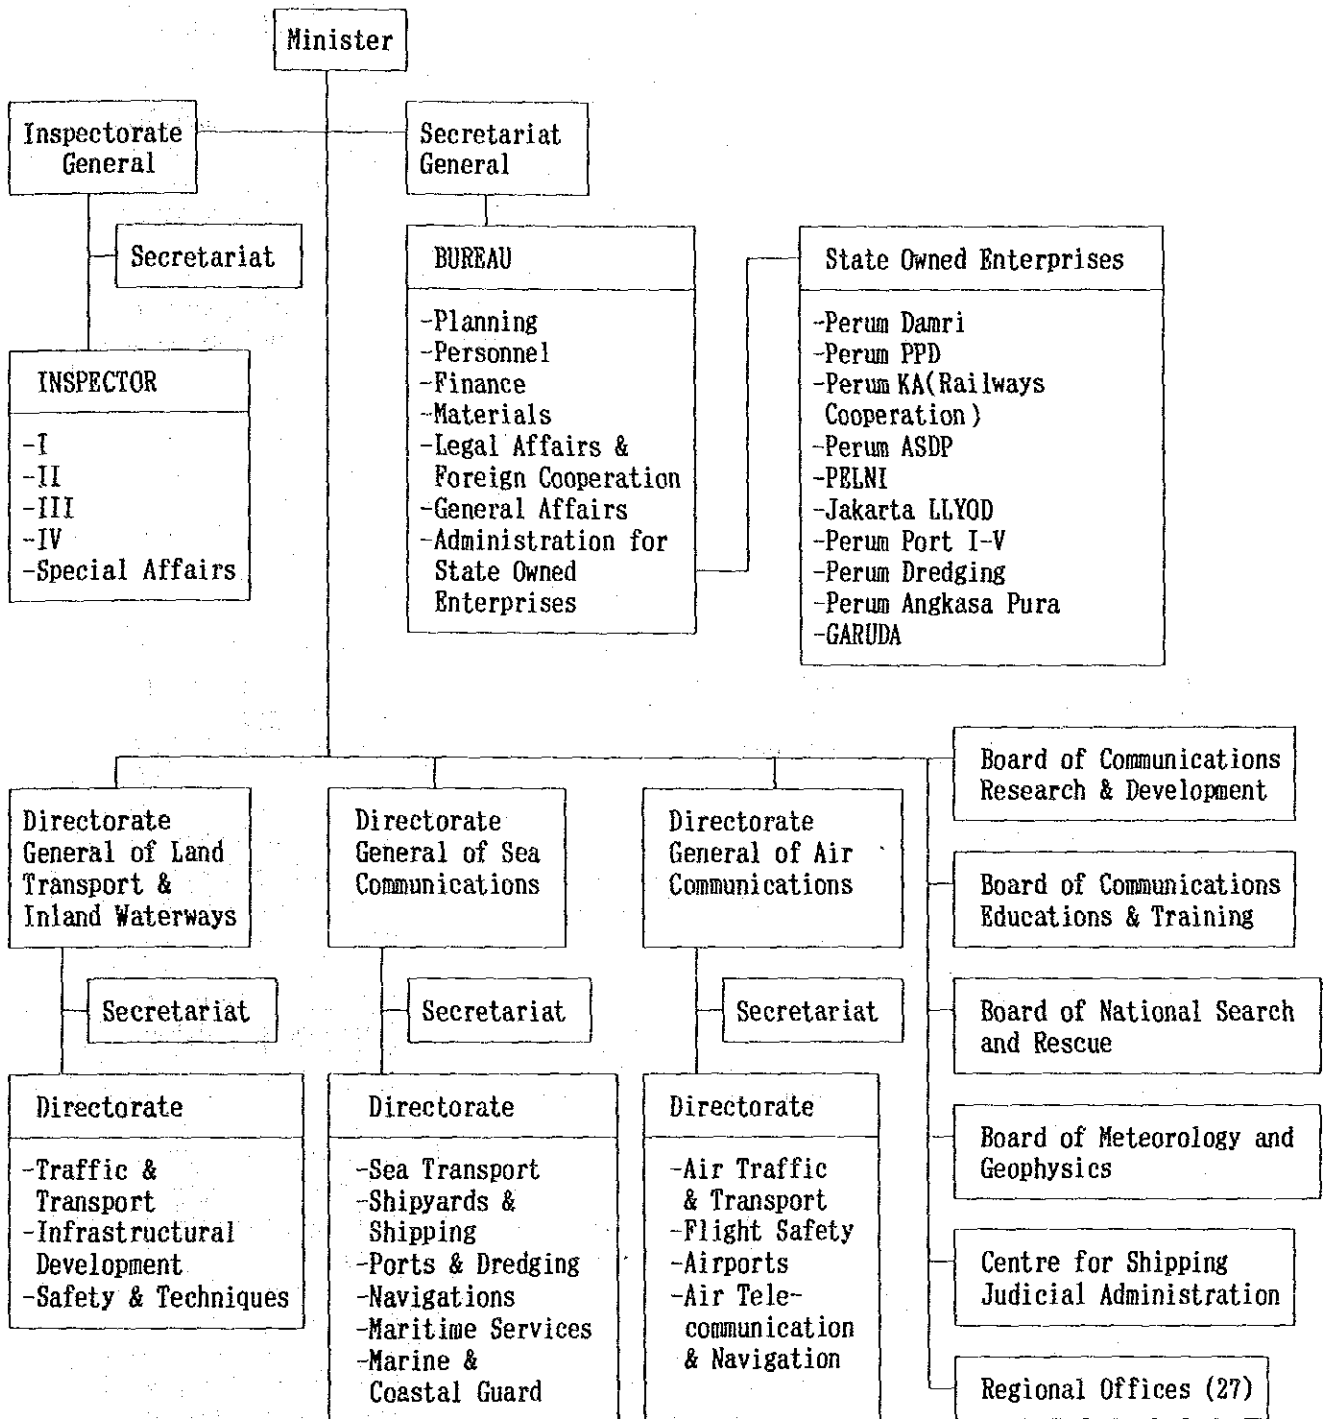 Minister
Inspectorate
General
Secretariat
General
Secretariat
INSPECTOR
-I
-II
-III
-IV
-Special Affairs
BUREAU
-Planning
-Personnel
-Finance
-Materials
-Legal Affairs &
Foreign Cooperation
-General Affairs
-Administration for
State Owned
Enterprises
State Owned Enterprises
-Perum Damri
-Perum PPD
-Perum KA(Railways
Cooperation)
-Perum ASDP
-PELNI
-Jakarta LLYOD
-Perum Port I-V
-Perum Dredging
-Perum Angkasa Pura
-GARUDA
Directorate
General of Land
Transport &
Inland Waterways
Secretariat
Directorate
-Traffic &
Transport
-Infrastructural
Development
-Safety & Techniques
Directorate
General of Sea
Communications
Secretariat
Directorate
-Sea Transport
-Shipyards &
Shipping
-Ports & Dredging
-Navigations
-Maritime Services
-Marine &
Coastal Guard
Directorate
General of Air
Communications
Secretariat
Directorate
-Air Traffic
& Transport
-Flight Safety
-Airports
-Air Tele-
communication
& Navigation
Board of Communications
Research & Development
Board of Communications
Educations & Training
Board of National Search
and Rescue
Board of Meteorology and
Geophysics
Centre for Shipping
Judicial Administration
Regional Offices (27)